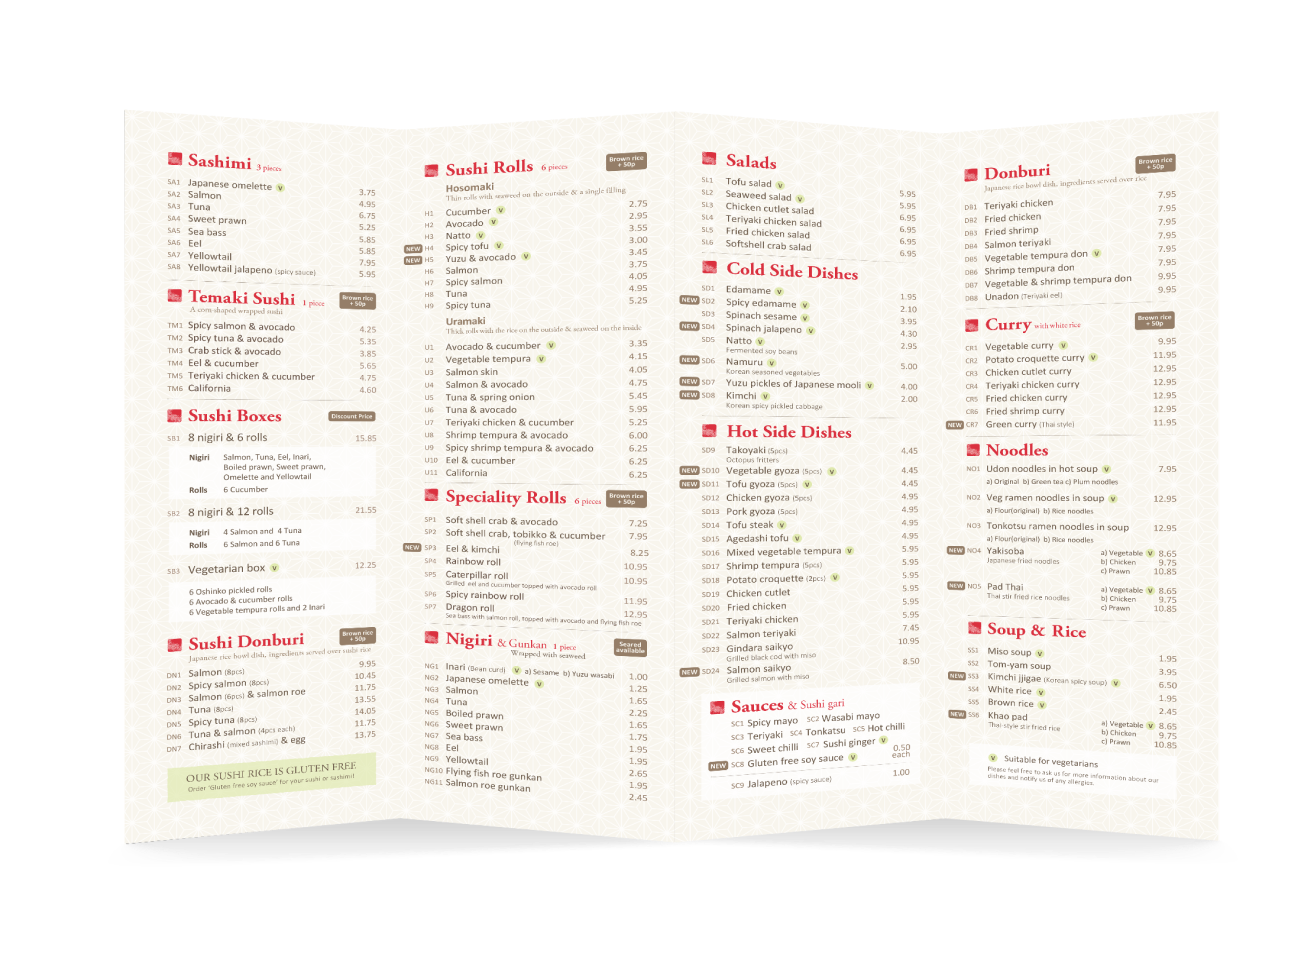 Sashimi 3 pieces
SA1 Japanese omelette V 3.75
SA2 Salmon 4.95
SA3 Tuna 6.75
SA4 Sweet prawn 5.25
SA5 Sea bass 5.85
SA6 Eel 5.85
SA7 Yellowtail 7.95
SA8 Yellowtail jalapeno (spicy sauce) 5.95
Temaki Sushi 1 piece Brown rice + 50p
A corn-shaped wrapped sushi
TM1 Spicy salmon & avocado 4.25
TM2 Spicy tuna & avocado 5.35
TM3 Crab stick & avocado 3.85
TM4 Eel & cucumber 5.65
TM5 Teriyaki chicken & cucumber 4.75
TM6 California 4.60
Sushi Boxes Discount Price
SB1 8 nigiri & 6 rolls 15.85
Nigiri Salmon, Tuna, Eel, Inari,
Boiled prawn, Sweet prawn,
Omelette and Yellowtail
Rolls 6 Cucumber
SB2 8 nigiri & 12 rolls 21.55
Nigiri 4 Salmon and 4 Tuna
Rolls 6 Salmon and 6 Tuna
SB3 Vegetarian box V 12.25
6 Oshinko pickled rolls
6 Avocado & cucumber rolls
6 Vegetable tempura rolls and 2 Inari
Sushi Donburi Brown rice + 50p
Japanese rice bowl dish, ingredients served over sushi rice
DN1 Salmon (8pcs) 9.95
DN2 Spicy salmon (8pcs) 10.45
DN3 Salmon (6pcs) & salmon roe 11.75
DN4 Tuna (8pcs) 13.55
DN5 Spicy tuna (8pcs) 14.05
DN6 Tuna & salmon (4pcs each) 11.75
DN7 Chirashi (mixed sashimi) & egg 13.75
OUR SUSHI RICE IS GLUTEN FREE
Order 'Gluten free soy sauce' for your sushi or sashimi!
Sushi Rolls 6 pieces Brown rice + 50p
Hosomaki
Thin rolls with seaweed on the outside & a single filling
H1 Cucumber V 2.75
H2 Avocado V 2.95
H3 Natto V 3.55
NEW H4 Spicy tofu V 3.00
NEW H5 Yuzu & avocado V 3.45
H6 Salmon 3.75
H7 Spicy salmon 4.05
H8 Tuna 4.95
H9 Spicy tuna 5.25
Uramaki
Thick rolls with the rice on the outside & seaweed on the inside
U1 Avocado & cucumber V 3.35
U2 Vegetable tempura V 4.15
U3 Salmon skin 4.05
U4 Salmon & avocado 4.75
U5 Tuna & spring onion 5.45
U6 Tuna & avocado 5.95
U7 Teriyaki chicken & cucumber 5.25
U8 Shrimp tempura & avocado 6.00
U9 Spicy shrimp tempura & avocado 6.25
U10 Eel & cucumber 6.25
U11 California 6.25
Speciality Rolls 6 pieces Brown rice + 50p
SP1 Soft shell crab & avocado 7.25
SP2 Soft shell crab, tobikko & cucumber 7.95
(flying fish roe)
NEW SP3 Eel & kimchi 8.25
SP4 Rainbow roll 10.95
SP5 Caterpillar roll 10.95
Grilled eel and cucumber topped with avocado roll
SP6 Spicy rainbow roll 11.95
SP7 Dragon roll 12.95
Sea bass with salmon roll, topped with avocado and flying fish roe
Nigiri & Gunkan 1 piece Seared available
Wrapped with seaweed
NG1 Inari (Bean curd) V a) Sesame b) Yuzu wasabi 1.00
NG2 Japanese omelette V 1.25
NG3 Salmon 1.65
NG4 Tuna 2.25
NG5 Boiled prawn 1.65
NG6 Sweet prawn 1.75
NG7 Sea bass 1.95
NG8 Eel 1.95
NG9 Yellowtail 2.65
NG10 Flying fish roe gunkan 1.95
NG11 Salmon roe gunkan 2.45
Salads
SL1 Tofu salad V 5.95
SL2 Seaweed salad V 5.95
SL3 Chicken cutlet salad 6.95
SL4 Teriyaki chicken salad 6.95
SL5 Fried chicken salad 6.95
SL6 Softshell crab salad 6.95
Cold Side Dishes
SD1 Edamame V 1.95
NEW SD2 Spicy edamame V 2.10
SD3 Spinach sesame V 3.95
NEW SD4 Spinach jalapeno V 4.30
SD5 Natto V 2.95
Fermented soy beans
NEW SD6 Namuru V 5.00
Korean seasoned vegetables
NEW SD7 Yuzu pickles of Japanese mooli V 4.00
NEW SD8 Kimchi V 2.00
Korean spicy pickled cabbage
Hot Side Dishes
SD9 Takoyaki (5pcs) 4.45
Octopus fritters
NEW SD10 Vegetable gyoza (5pcs) V 4.45
NEW SD11 Tofu gyoza (5pcs) V 4.45
SD12 Chicken gyoza (5pcs) 4.95
SD13 Pork gyoza (5pcs) 4.95
SD14 Tofu steak V 4.95
SD15 Agedashi tofu V 4.95
SD16 Mixed vegetable tempura V 5.95
SD17 Shrimp tempura (5pcs) 5.95
SD18 Potato croquette (2pcs) V 5.95
SD19 Chicken cutlet 5.95
SD20 Fried chicken 5.95
SD21 Teriyaki chicken 5.95
SD22 Salmon teriyaki 7.45
SD23 Gindara saikyo 10.95
Grilled black cod with miso
NEW SD24 Salmon saikyo 8.50
Grilled salmon with miso
Sauces & Sushi gari
SC1 Spicy mayo SC2 Wasabi mayo
SC3 Teriyaki SC4 Tonkatsu SC5 Hot chilli
SC6 Sweet chilli SC7 Sushi ginger V
NEW SC8 Gluten free soy sauce V 0.50 each
SC9 Jalapeno (spicy sauce) 1.00
Donburi Brown rice + 50p
Japanese rice bowl dish, ingredients served over rice
DB1 Teriyaki chicken 7.95
DB2 Fried chicken 7.95
DB3 Fried shrimp 7.95
DB4 Salmon teriyaki 7.95
DB5 Vegetable tempura don V 7.95
DB6 Shrimp tempura don 7.95
DB7 Vegetable & shrimp tempura don 9.95
DB8 Unadon (Teriyaki eel) 9.95
Curry with white rice Brown rice + 50p
CR1 Vegetable curry V 9.95
CR2 Potato croquette curry V 11.95
CR3 Chicken cutlet curry 12.95
CR4 Teriyaki chicken curry 12.95
CR5 Fried chicken curry 12.95
CR6 Fried shrimp curry 12.95
NEW CR7 Green curry (Thai style) 11.95
Noodles
NO1 Udon noodles in hot soup V 7.95
a) Original b) Green tea c) Plum noodles
NO2 Veg ramen noodles in soup V 12.95
a) Flour(original) b) Rice noodles
NO3 Tonkotsu ramen noodles in soup 12.95
a) Flour(original) b) Rice noodles
NEW NO4 Yakisoba a) Vegetable V 8.65
Japanese fried noodles b) Chicken 9.75
c) Prawn 10.85
NEW NO5 Pad Thai a) Vegetable V 8.65
Thai stir fried rice noodles b) Chicken 9.75
c) Prawn 10.85
Soup & Rice
SS1 Miso soup V 1.95
SS2 Tom-yam soup 3.95
NEW SS3 Kimchi jjigae (Korean spicy soup) V 6.50
SS4 White rice V 1.95
SS5 Brown rice V 2.45
NEW SS6 Khao pad a) Vegetable V 8.65
Thai style stir fried rice b) Chicken 9.75
c) Prawn 10.85
V Suitable for vegetarians
Please feel free to ask us for more information about our
dishes and notify us of any allergies.